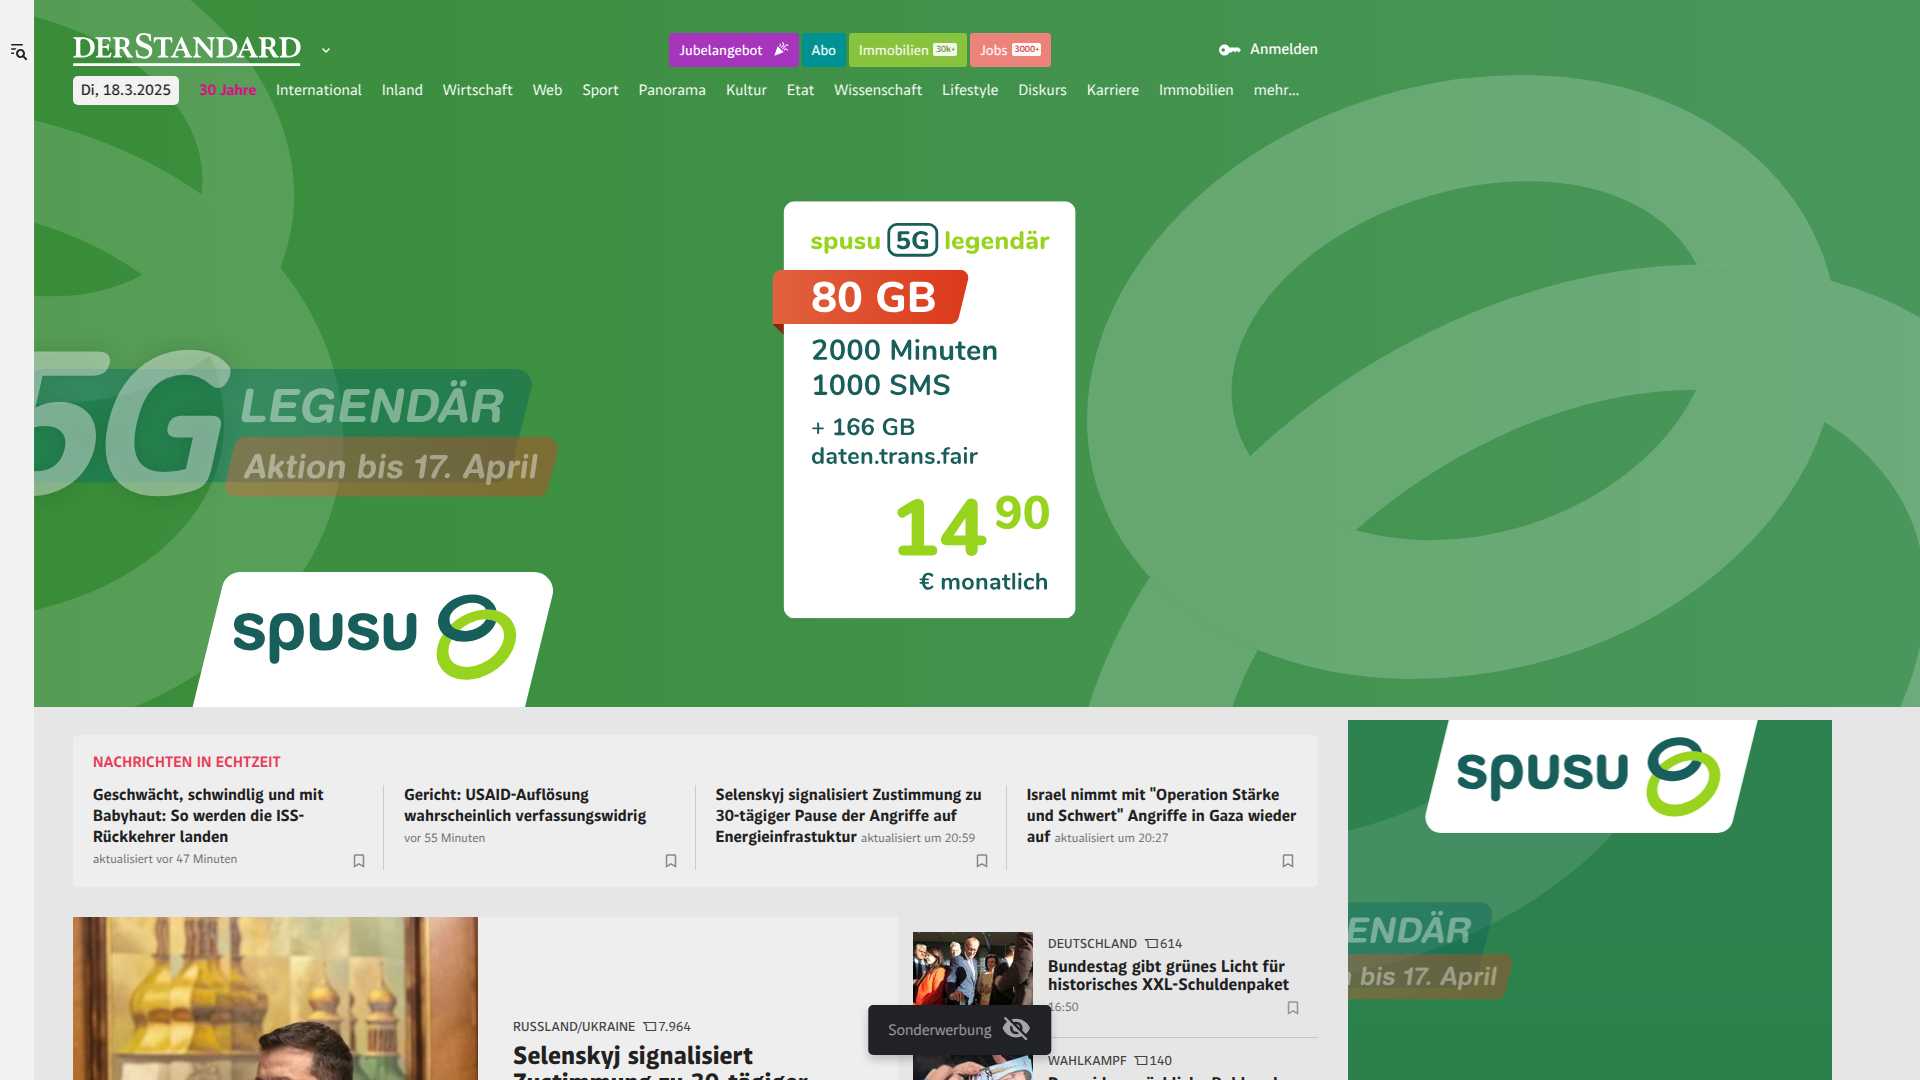 DERSTANDARD
Jubelangebot
Abo
Immobilien 30k+
Jobs 3000+
Anmelden
Di, 18.3.2025
30 Jahre
International
Inland
Wirtschaft
Web
Sport
Panorama
Kultur
Etat
Wissenschaft
Lifestyle
Diskurs
Karriere
Immobilien
mehr...
spusu 5G legendär
80 GB
2000 Minuten
1000 SMS
+ 166 GB
daten.trans.fair
14 90
€ monatlich
5G LEGENDÄR
Aktion bis 17. April
spusu
NACHRICHTEN IN ECHTZEIT
Geschwächt, schwindlig und mit
Babyhaut: So werden die ISS-
Rückkehrer landen
aktualisiert vor 47 Minuten
Gericht: USAID-Auflösung
wahrscheinlich verfassungswidrig
vor 55 Minuten
Selenskyj signalisiert Zustimmung zu
30-tägiger Pause der Angriffe auf
Energieinfrastuktur aktualisiert um 20:59
Israel nimmt mit "Operation Stärke
und Schwert" Angriffe in Gaza wieder
auf aktualisiert um 20:27
spusu
ENDÄR
bis 17. April
RUSSLAND/UKRAINE 7.964
Selenskyj signalisiert
Zustimmung zu 30-tägiger
DEUTSCHLAND 614
Bundestag gibt grünes Licht für
historisches XXL-Schuldenpaket
16:50
Sonderwerbung
WAHLKAMPF 140